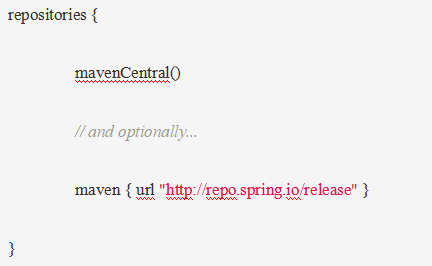 repositories {
mavenCentral()
// and optionally...
maven { url "http://repo.spring.io/release" }
}